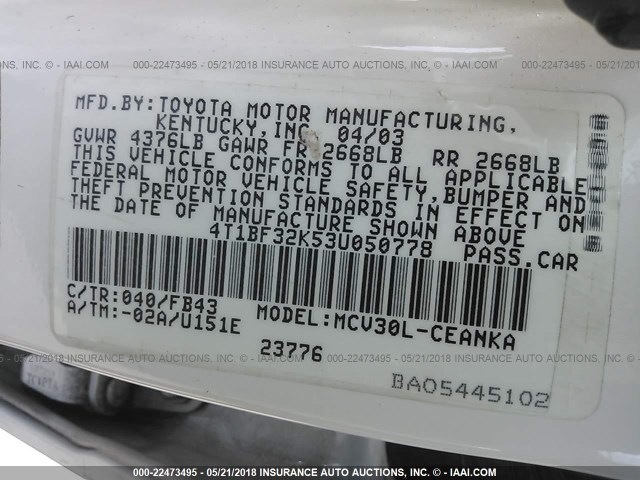 AUCTIONS, INC. - IAAI.COM 000-22473495 - 05/21/2018 INSURANCE AUTO AUCTIONS, INC. - IAAI.COM 000-22473495
MFD.BY:TOYOTA MOTOR MANUFACTURING,
KENTUCKY,INC. 04/03
GVWR 4376LB GAWR FR 2668LB RR 2668LB
THIS VEHICLE CONFORMS TO ALL APPLICABLE
FEDERAL MOTOR VEHICLE SAFETY,BUMPER AND
THEFT PREVENTION STANDARDS IN EFFECT ON
THE DATE OF MANUFACTURE SHOWN ABOVE
4T1BF32K53U050778 PASS.CAR
C/TR:040/FB43 MODEL:MCV30L-CEANKA
A/TM:-02A/U151E
23776
BA05445102
000-22473495 - 05/21/2018 INSURANCE AUTO AUCTIONS, INC. - IAAI.COM